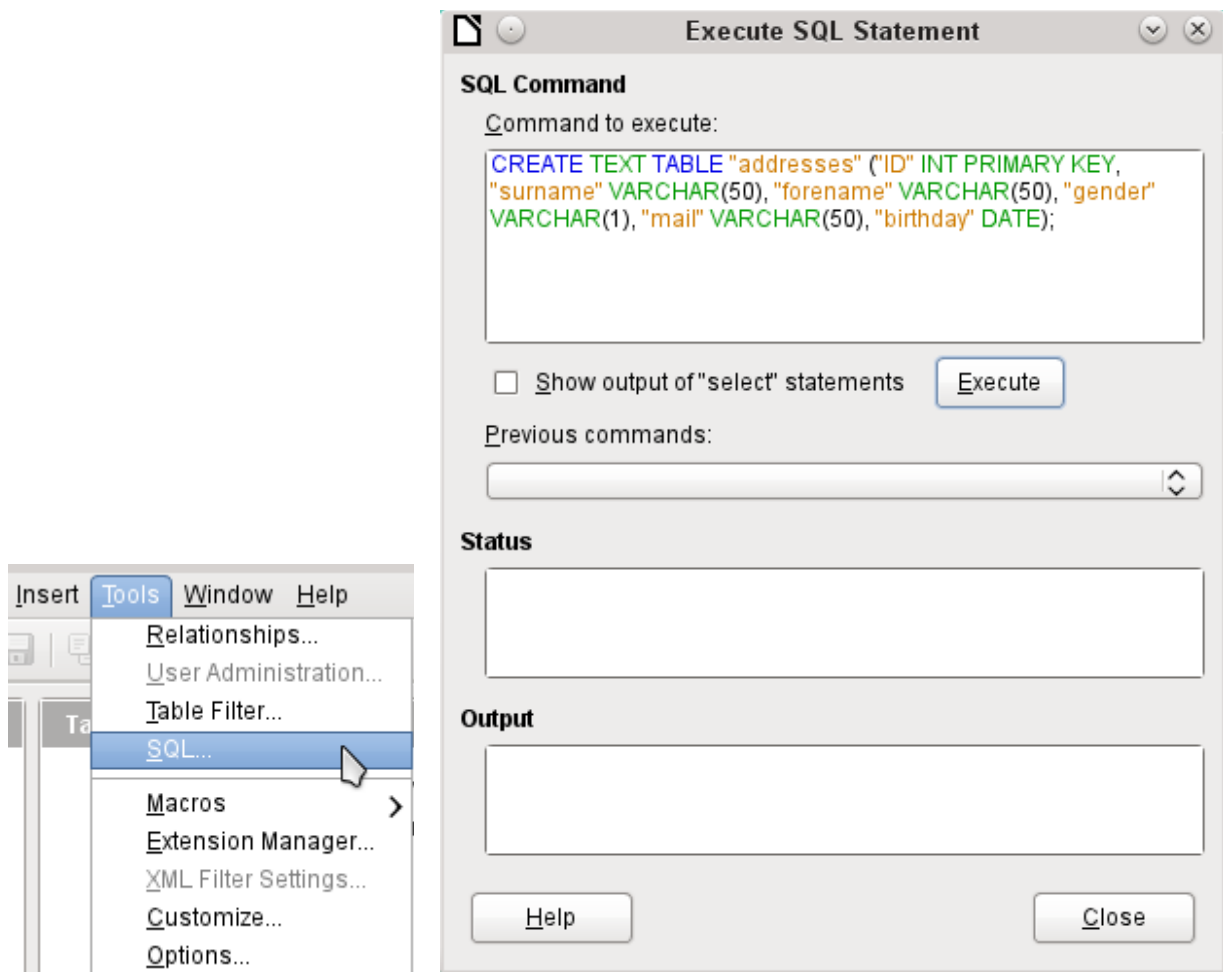 Execute SQL Statement
SQL Command
Command to execute:
CREATE TEXT TABLE "addresses" ("ID" INT PRIMARY KEY,
"surname" VARCHAR(50), "forename" VARCHAR(50), "gender"
VARCHAR(1), "mail" VARCHAR(50), "birthday" DATE);
Show output of "select" statements
Execute
Previous commands:
Status
Output
Help
Close
Insert Tools Window Help
Relationships...
User Administration...
Table Filter...
Ta
SQL...
Macros
Extension Manager...
XML Filter Settings...
Customize...
Options...